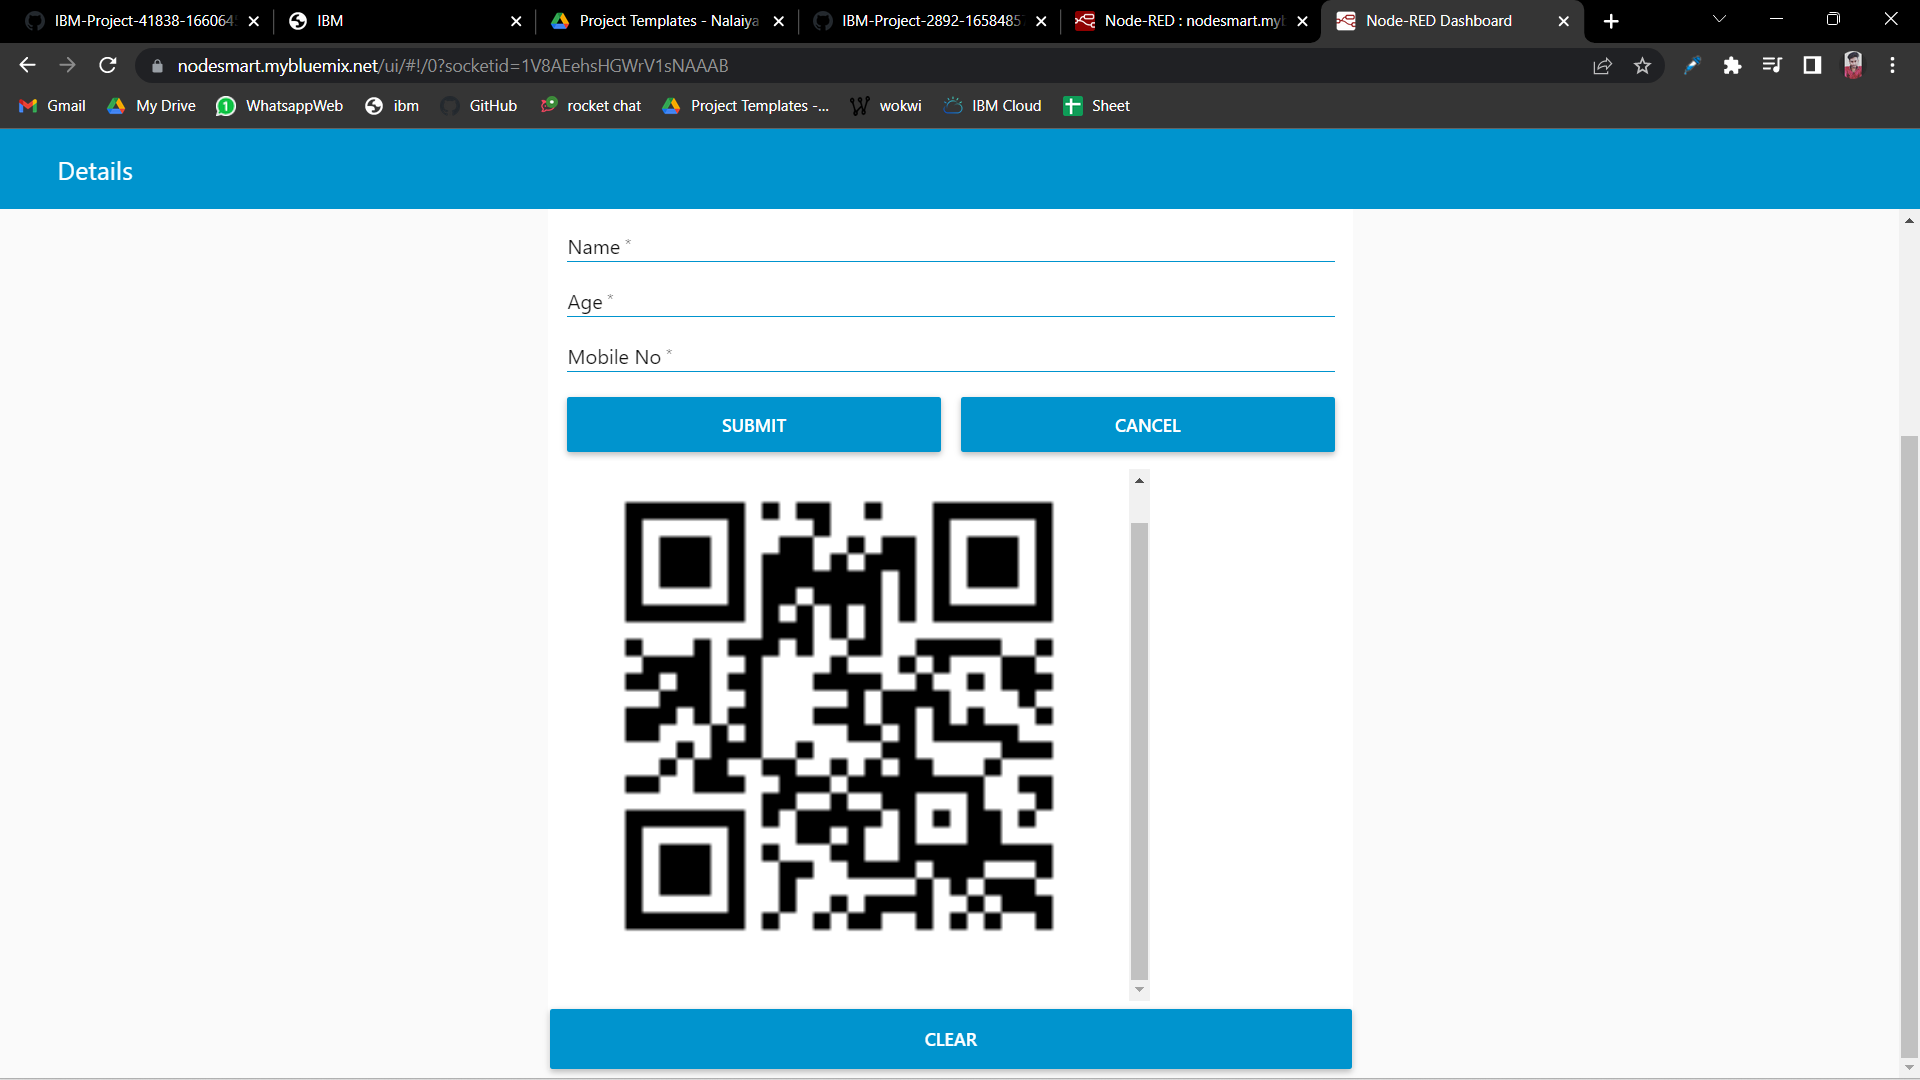 IBM-Project-41838-166064
IBM
Project Templates - Nalaiya
IBM-Project-2892-1658485
Node-RED : nodesmart.my
Node-RED Dashboard
nodesmart.mybluemix.net/ui/#!/0?socketid=1V8AEehsHGWrV1sNAAAB
Gmail
My Drive
1
WhatsappWeb
ibm
GitHub
rocket chat
Project Templates -...
W
wokwi
IBM Cloud
Sheet
Details
Name *
Age *
Mobile No *
SUBMIT
CANCEL
CLEAR